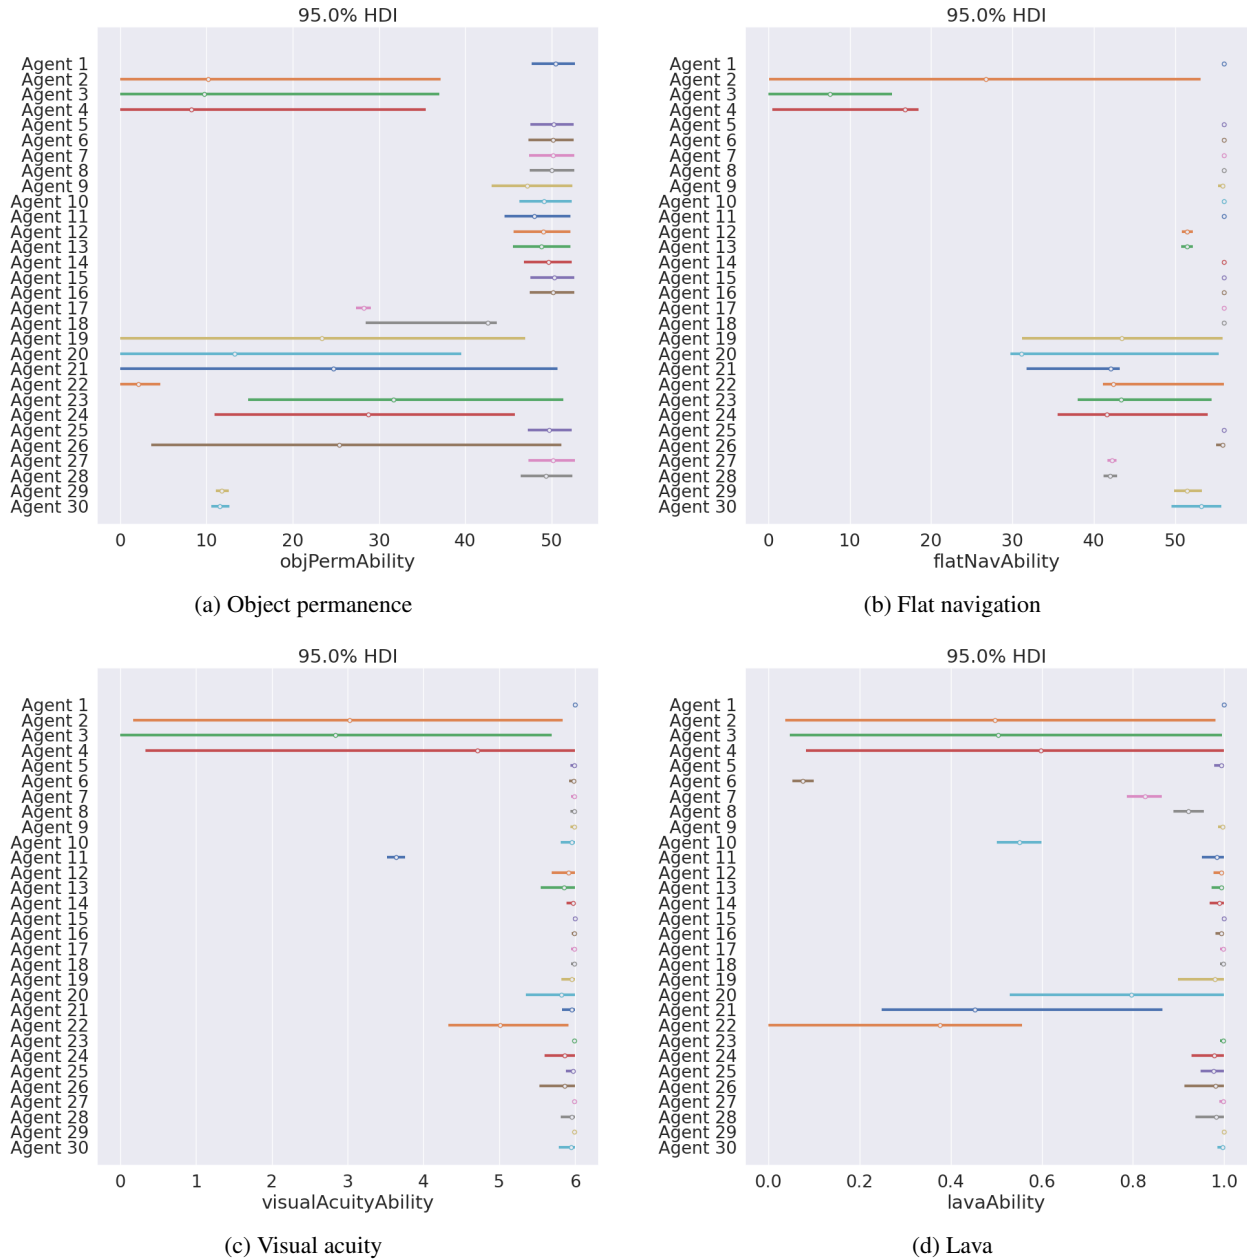 95.0% HDI
Agent 1
Agent 2
Agent 3
Agent 4
Agent 5
Agent 6
Agent 7
Agent 8
Agent 9
Agent 10
Agent 11
Agent 12
Agent 13
Agent 14
Agent 15
Agent 16
Agent 17
Agent 18
Agent 19
Agent 20
Agent 21
Agent 22
Agent 23
Agent 24
Agent 25
Agent 26
Agent 27
Agent 28
Agent 29
Agent 30
0 10 20 30 40 50
objPermAbility
(a) Object permanence
95.0% HDI
Agent 1
Agent 2
Agent 3
Agent 4
Agent 5
Agent 6
Agent 7
Agent 8
Agent 9
Agent 10
Agent 11
Agent 12
Agent 13
Agent 14
Agent 15
Agent 16
Agent 17
Agent 18
Agent 19
Agent 20
Agent 21
Agent 22
Agent 23
Agent 24
Agent 25
Agent 26
Agent 27
Agent 28
Agent 29
Agent 30
0 10 20 30 40 50
flatNavAbility
(b) Flat navigation
95.0% HDI
Agent 1
Agent 2
Agent 3
Agent 4
Agent 5
Agent 6
Agent 7
Agent 8
Agent 9
Agent 10
Agent 11
Agent 12
Agent 13
Agent 14
Agent 15
Agent 16
Agent 17
Agent 18
Agent 19
Agent 20
Agent 21
Agent 22
Agent 23
Agent 24
Agent 25
Agent 26
Agent 27
Agent 28
Agent 29
Agent 30
0 1 2 3 4 5 6
visualAcuityAbility
(c) Visual acuity
95.0% HDI
Agent 1
Agent 2
Agent 3
Agent 4
Agent 5
Agent 6
Agent 7
Agent 8
Agent 9
Agent 10
Agent 11
Agent 12
Agent 13
Agent 14
Agent 15
Agent 16
Agent 17
Agent 18
Agent 19
Agent 20
Agent 21
Agent 22
Agent 23
Agent 24
Agent 25
Agent 26
Agent 27
Agent 28
Agent 29
Agent 30
0.0 0.2 0.4 0.6 0.8 1.0
lavaAbility
(d) Lava